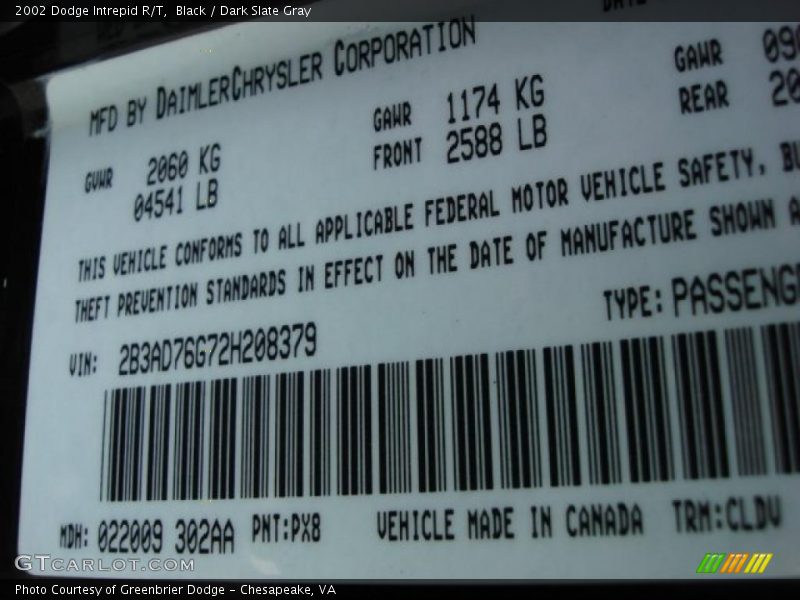 2002 Dodge Intrepid R/T, Black / Dark Slate Gray
MFD BY DAIMLERCHRYSLER CORPORATION
GVWR 2060 KG
04541 LB
GAWR 1174 KG
FRONT 2588 LB
GAWR
REAR
THIS VEHICLE CONFORMS TO ALL APPLICABLE FEDERAL MOTOR VEHICLE SAFETY,
THEFT PREVENTION STANDARDS IN EFFECT ON THE DATE OF MANUFACTURE SHOWN
TYPE: PASSENG
VIN: 2B3AD76G72H208379
MDH: 022009 302AA PNT:PX8 VEHICLE MADE IN CANADA TRM:CLDV
GTCARLOT.COM
Photo Courtesy of Greenbrier Dodge – Chesapeake, VA